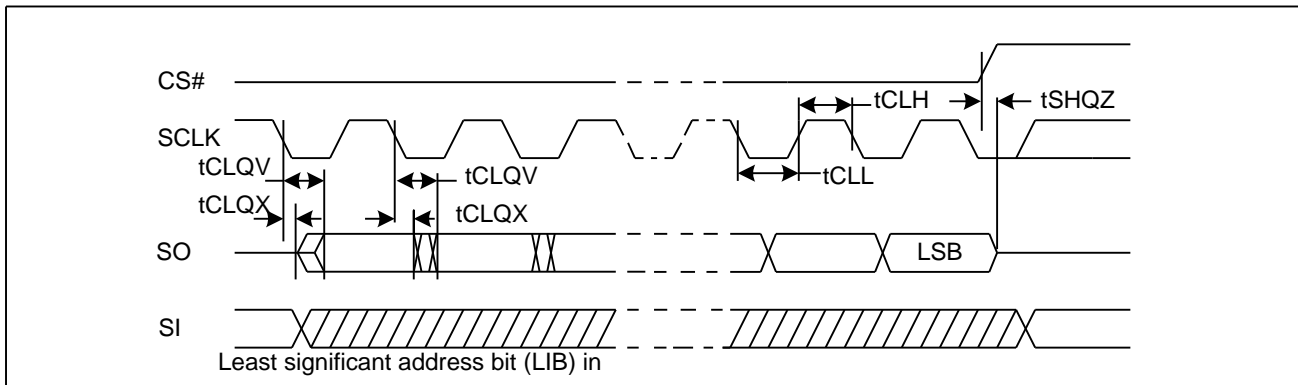 CS#
tCLH
tSHQZ
SCLK
tCLQV
tCLQV
tCLL
tCLQX
tCLQX
SO
LSB
SI
Least significant address bit (LIB) in